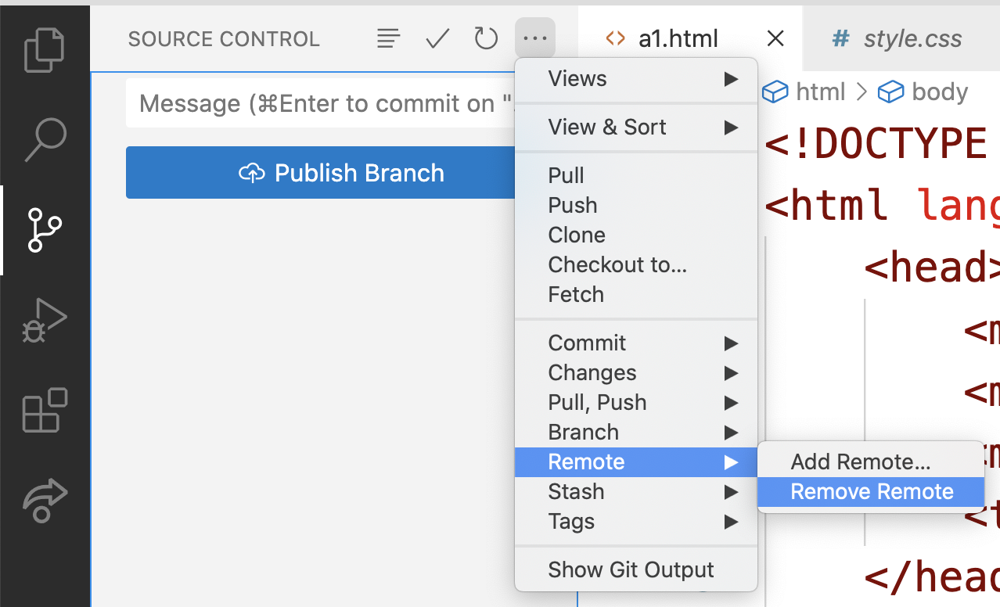 SOURCE CONTROL
a1.html
# style.css
Message (⌘Enter to commit on "
Publish Branch
Views
View & Sort
Pull
Push
Clone
Checkout to...
Fetch
Commit
Changes
Pull, Push
Branch
Remote
Stash
Tags
Show Git Output
Add Remote...
Remove Remote
html > body
<!DOCTYPE
<html lang
<head>
<m
<m
<m
<t
</head